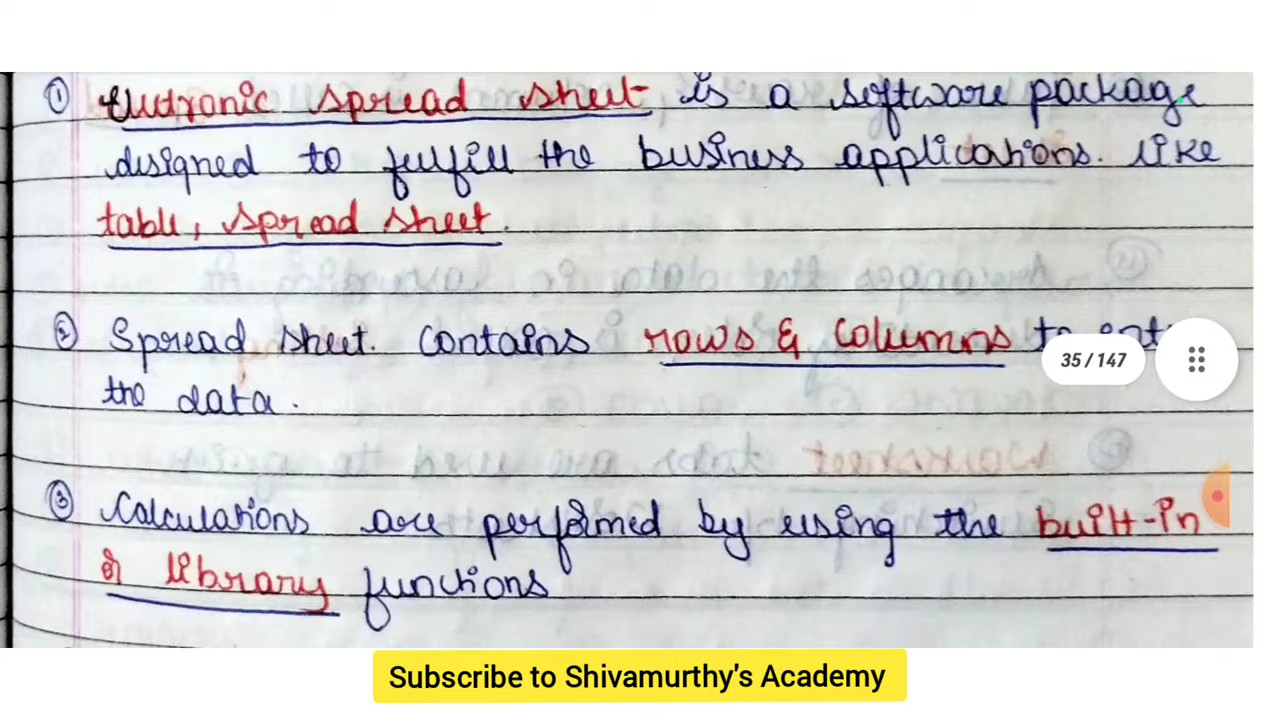 ① Electronic spread sheet is a software package
designed to fulfill the business applications. like
table, spread sheet.
② Spread sheet. contains rows & columns to
35 / 147
the data.
③ Calculations are performed by using the built-in
or library functions
Subscribe to Shivamurthy's Academy